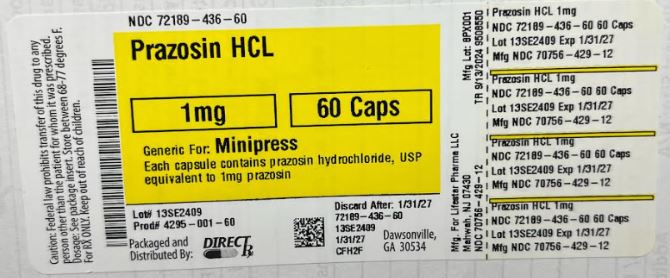 Caution: Federal law prohibits transfer of this drug to any
person other than the patient for whom it was prescribed.
Dosage: See package insert. Store between 68-77 degrees F.
For RX ONLY. Keep out of reach of children.
NDC 72189-436-60
Prazosin HCL
1mg
60 Caps
Generic For: Minipress
Each capsule contains prazosin hydrochloride, USP
equivalent to 1mg prazosin
Lot# 13SE2409
Prod# 4295-001-60
Packaged and
Distributed By:
DIRECT Rx
Discard After: 1/31/27
72189-436-60
13SE2409
1/31/27
CFH2F
Dawsonville,
GA 30534
Mfg. For Lifestar Pharma LLC
Mahwah, NJ 07430
NDC 70756-429-12
Mfg Lot: 8PX001
TR 9/13/2024 9508550
Prazosin HCL 1mg
NDC 72189-436-60 60 Caps
Lot 13SE2409 Exp 1/31/27
Mfg NDC 70756-429-12
Prazosin HCL 1mg
NDC 72189-436-60 60 Caps
Lot 13SE2409 Exp 1/31/27
Mfg NDC 70756-429-12
Prazosin HCL 1mg
NDC 72189-436-60 60 Caps
Lot 13SE2409 Exp 1/31/27
Mfg NDC 70756-429-12
Prazosin HCL 1mg
NDC 72189-436-60 60 Caps
Lot 13SE2409 Exp 1/31/27
Mfg NDC 70756-429-12